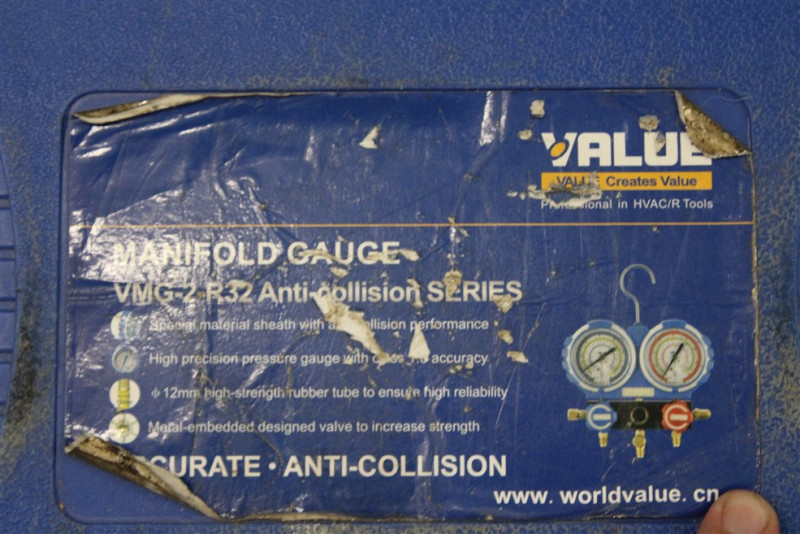 VALUE
VALUE Creates Value
Professional in HVAC/R Tools
MANIFOLD GAUGE
VMG-2-R32 Anti-collision SERIES
Special material sheath with collision performance
High precision pressure gauge with accuracy
ϕ12mm high-strength rubber tube to ensure high reliability
Metal-embedded designed valve to increase strength
CURATE • ANTI-COLLISION
www. worldvalue. cn